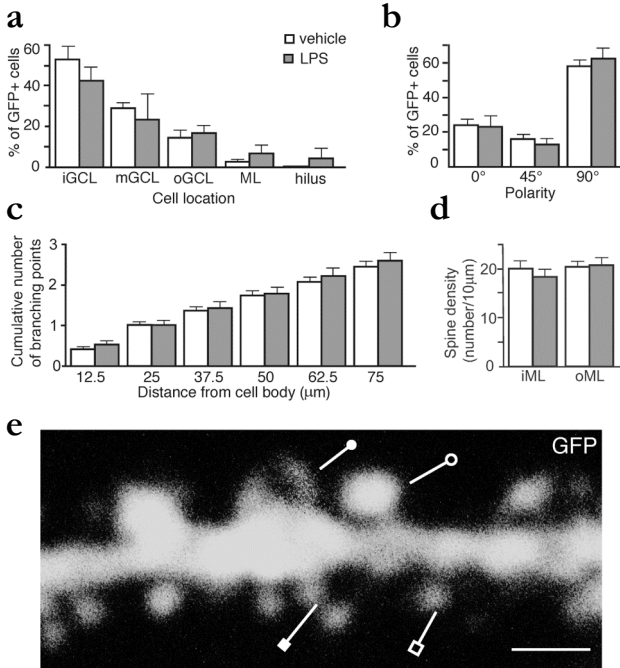 a
% of GFP+ cells
60
40
20
0
iGCL mGCL oGCL ML hilus
Cell location
vehicle
LPS
b
% of GFP+ cells
60
40
20
0
0° 45° 90°
Polarity
c
Cumulative number
of branching points
3
2
1
0
12.5 25 37.5 50 62.5 75
Distance from cell body (μm)
d
Spine density
(number/10μm)
20
10
0
iML oML
e
GFP